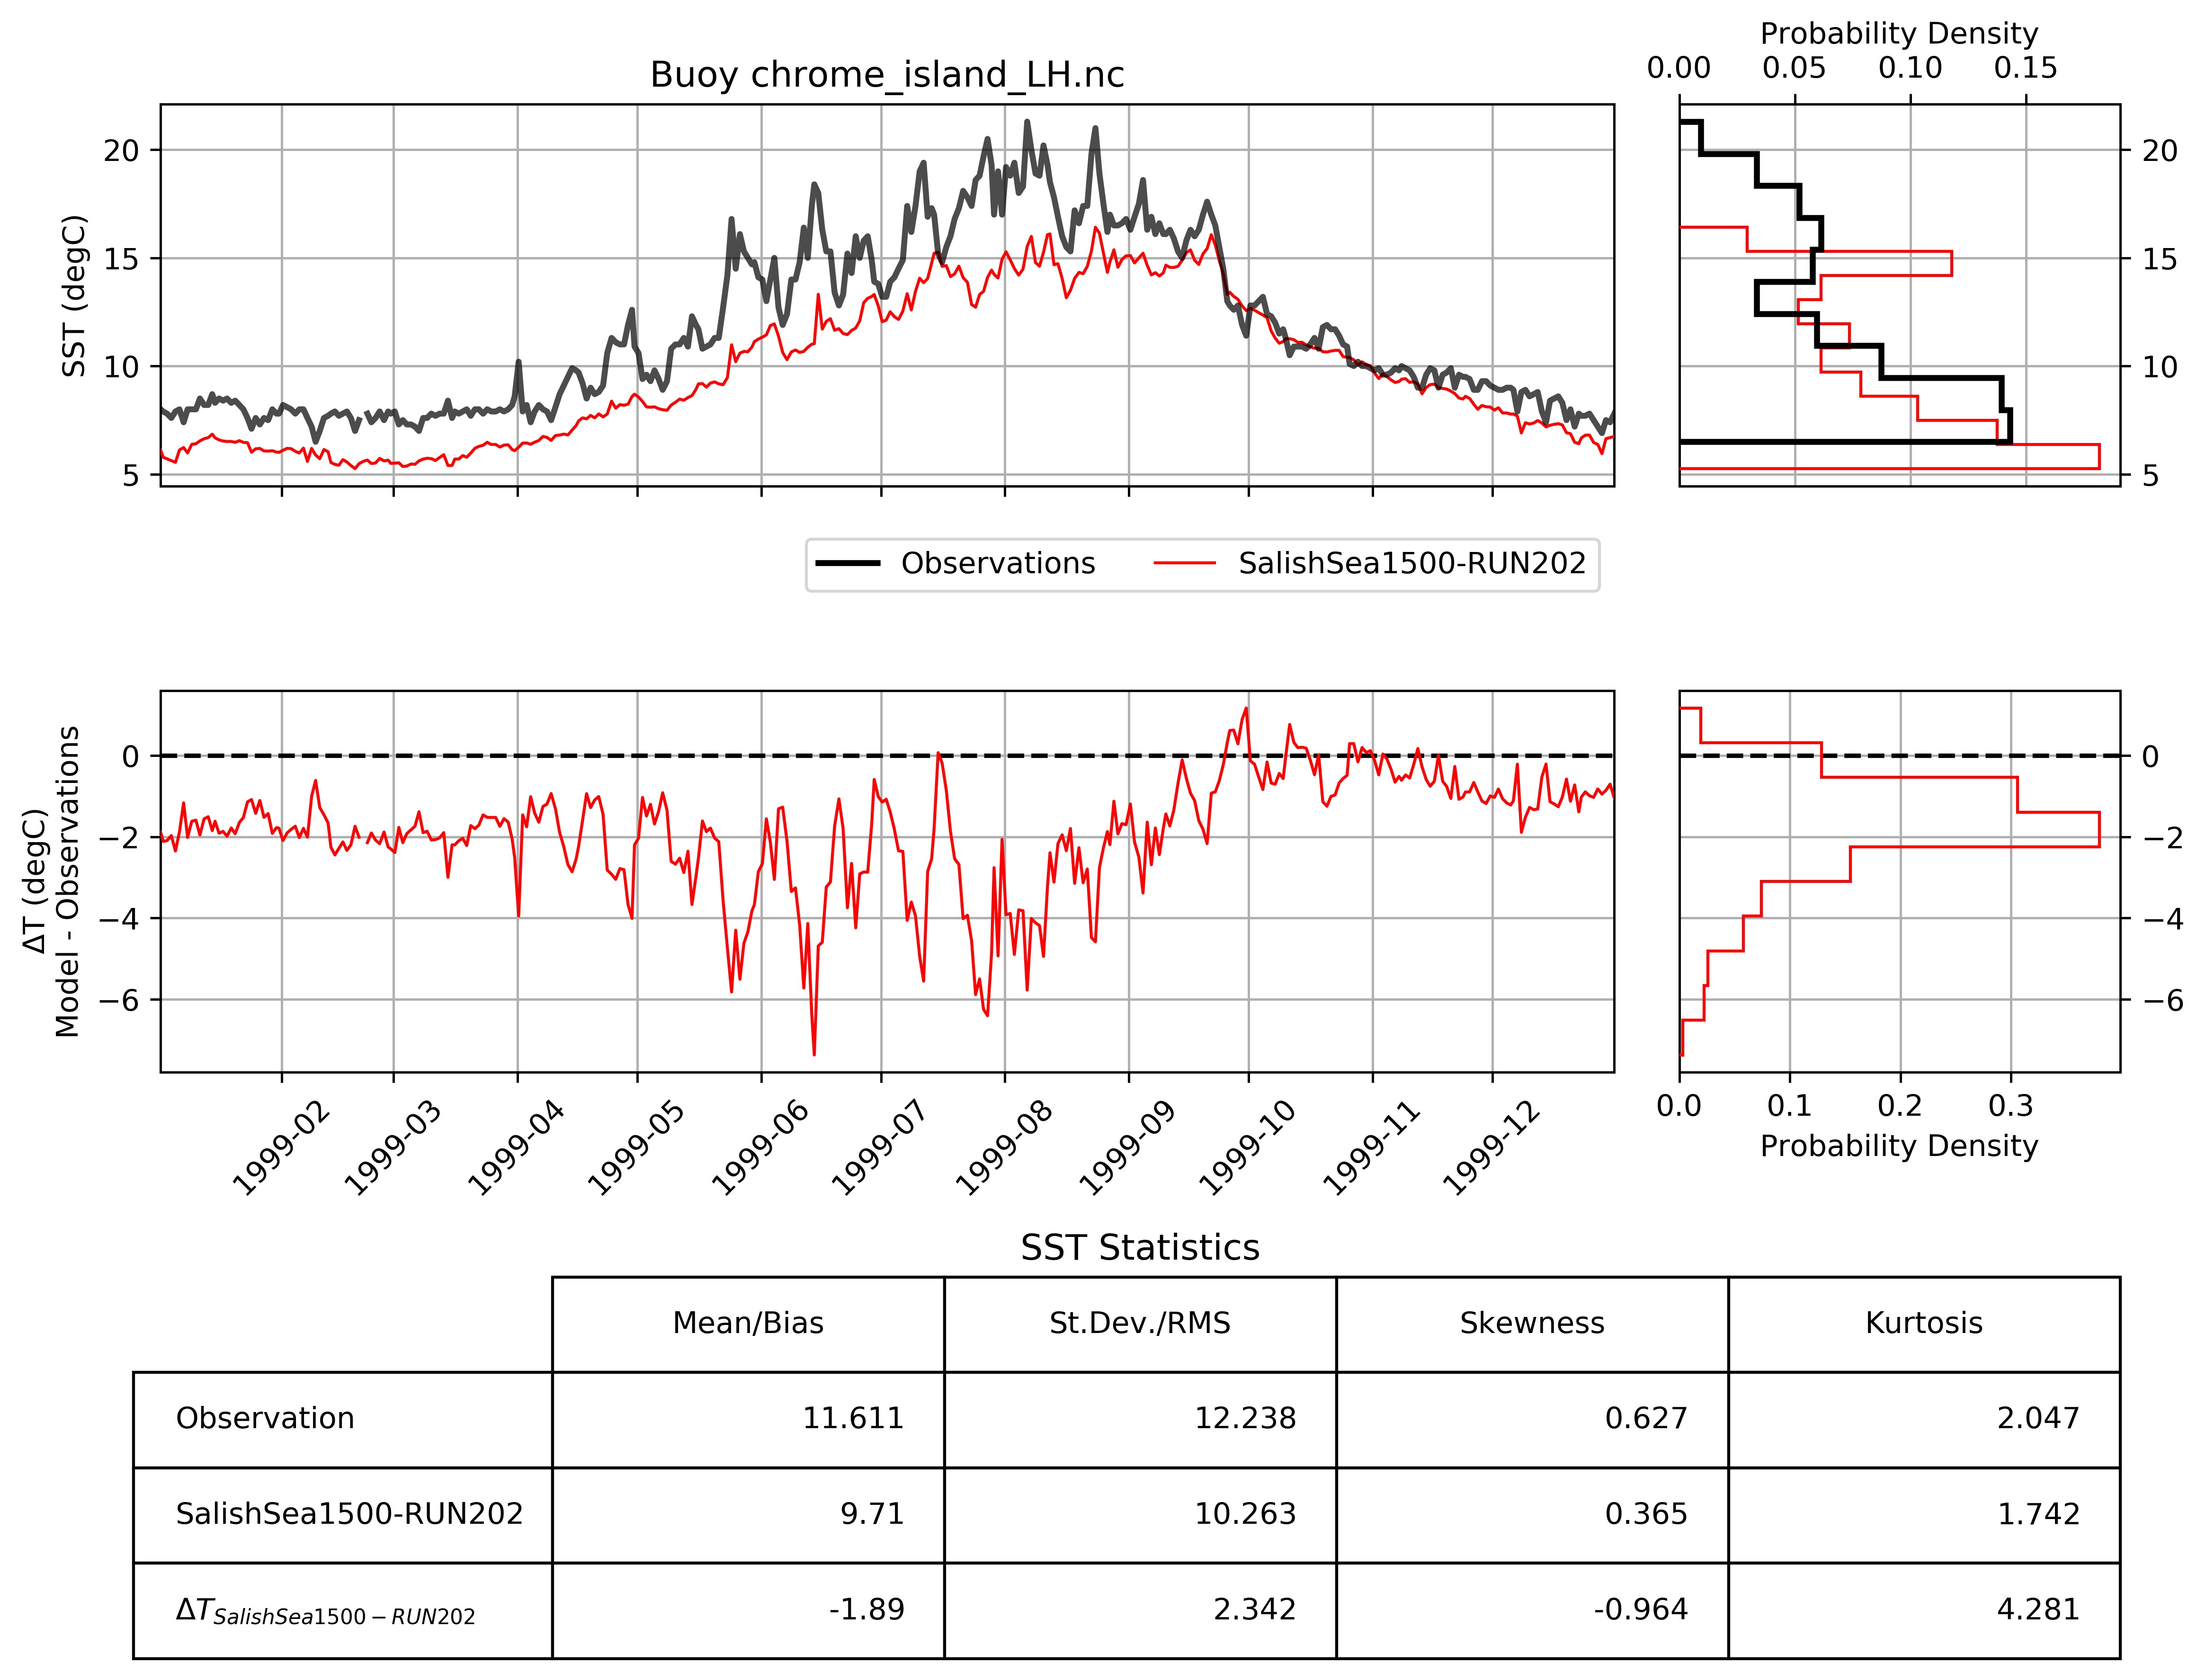 Probability Density
0.00 0.05 0.10 0.15
Buoy chrome_island_LH.nc
SST (degC)
20
15
10
5
20
15
10
5
Observations SalishSea1500-RUN202
ΔT (degC)
Model - Observations
0
−2
−4
−6
0
−2
−4
−6
1999-02 1999-03 1999-04 1999-05 1999-06 1999-07 1999-08 1999-09 1999-10 1999-11 1999-12
0.0 0.1 0.2 0.3
Probability Density
SST Statistics
Mean/Bias St.Dev./RMS Skewness Kurtosis
Observation 11.611 12.238 0.627 2.047
SalishSea1500-RUN202 9.71 10.263 0.365 1.742
ΔT SalishSea1500−RUN202 -1.89 2.342 -0.964 4.281